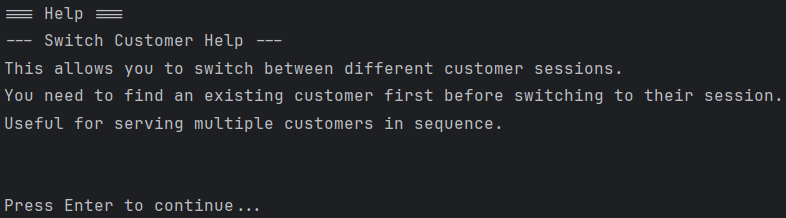 === Help ===
--- Switch Customer Help ---
This allows you to switch between different customer sessions.
You need to find an existing customer first before switching to their session.
Useful for serving multiple customers in sequence.
Press Enter to continue...